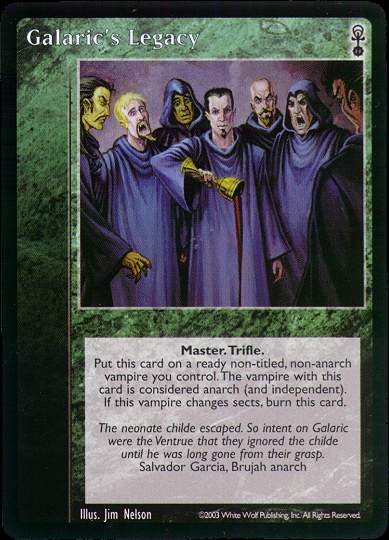 Galaric's Legacy
Master. Trifle.
Put this card on a ready non-titled, non-anarch
vampire you control. The vampire with this
card is considered anarch (and independent).
If this vampire changes sects, burn this card.
The neonate childe escaped. So intent on Galaric
were the Ventrue that they ignored the childe
until he was long gone from their grasp.
Salvador Garcia, Brujah anarch
Illus. Jim Nelson
©2003 White Wolf Publishing, Inc. All Rights Reserved.